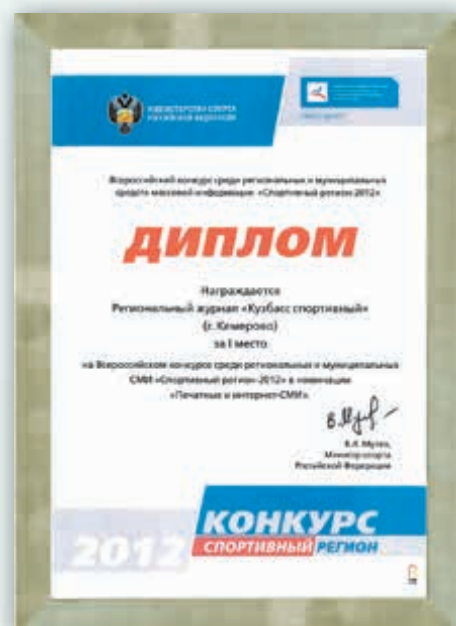 МИНИСТЕРСТВО СПОРТА
РОССИЙСКОЙ ФЕДЕРАЦИИ
Всероссийский конкурс среди региональных и муниципальных
средств массовой информации «Спортивный регион-2012»
ДИПЛОМ
Награждается
Региональный журнал «Кузбасс спортивный»
(г. Кемерово)
за I место
на Всероссийском конкурсе среди региональных и муниципальных
СМИ «Спортивный регион-2012» в номинации
«Печатные и интернет-СМИ»
В.Л. Мутко,
Министр спорта
Российской Федерации
2012
КОНКУРС
СПОРТИВНЫЙ РЕГИОН